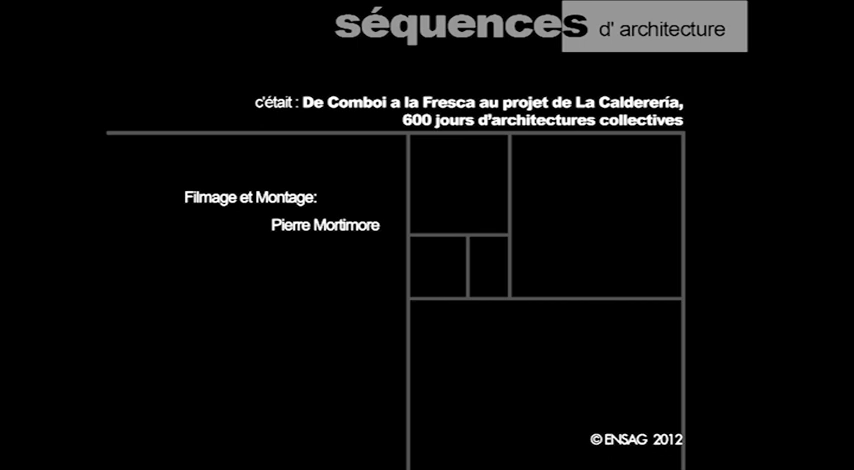 séquences d' architecture
c'était : De Comboi a la Fresca au projet de La Calderería,
600 jours d'architectures collectives
Filmage et Montage:
Pierre Mortimore
© ENSAG 2012